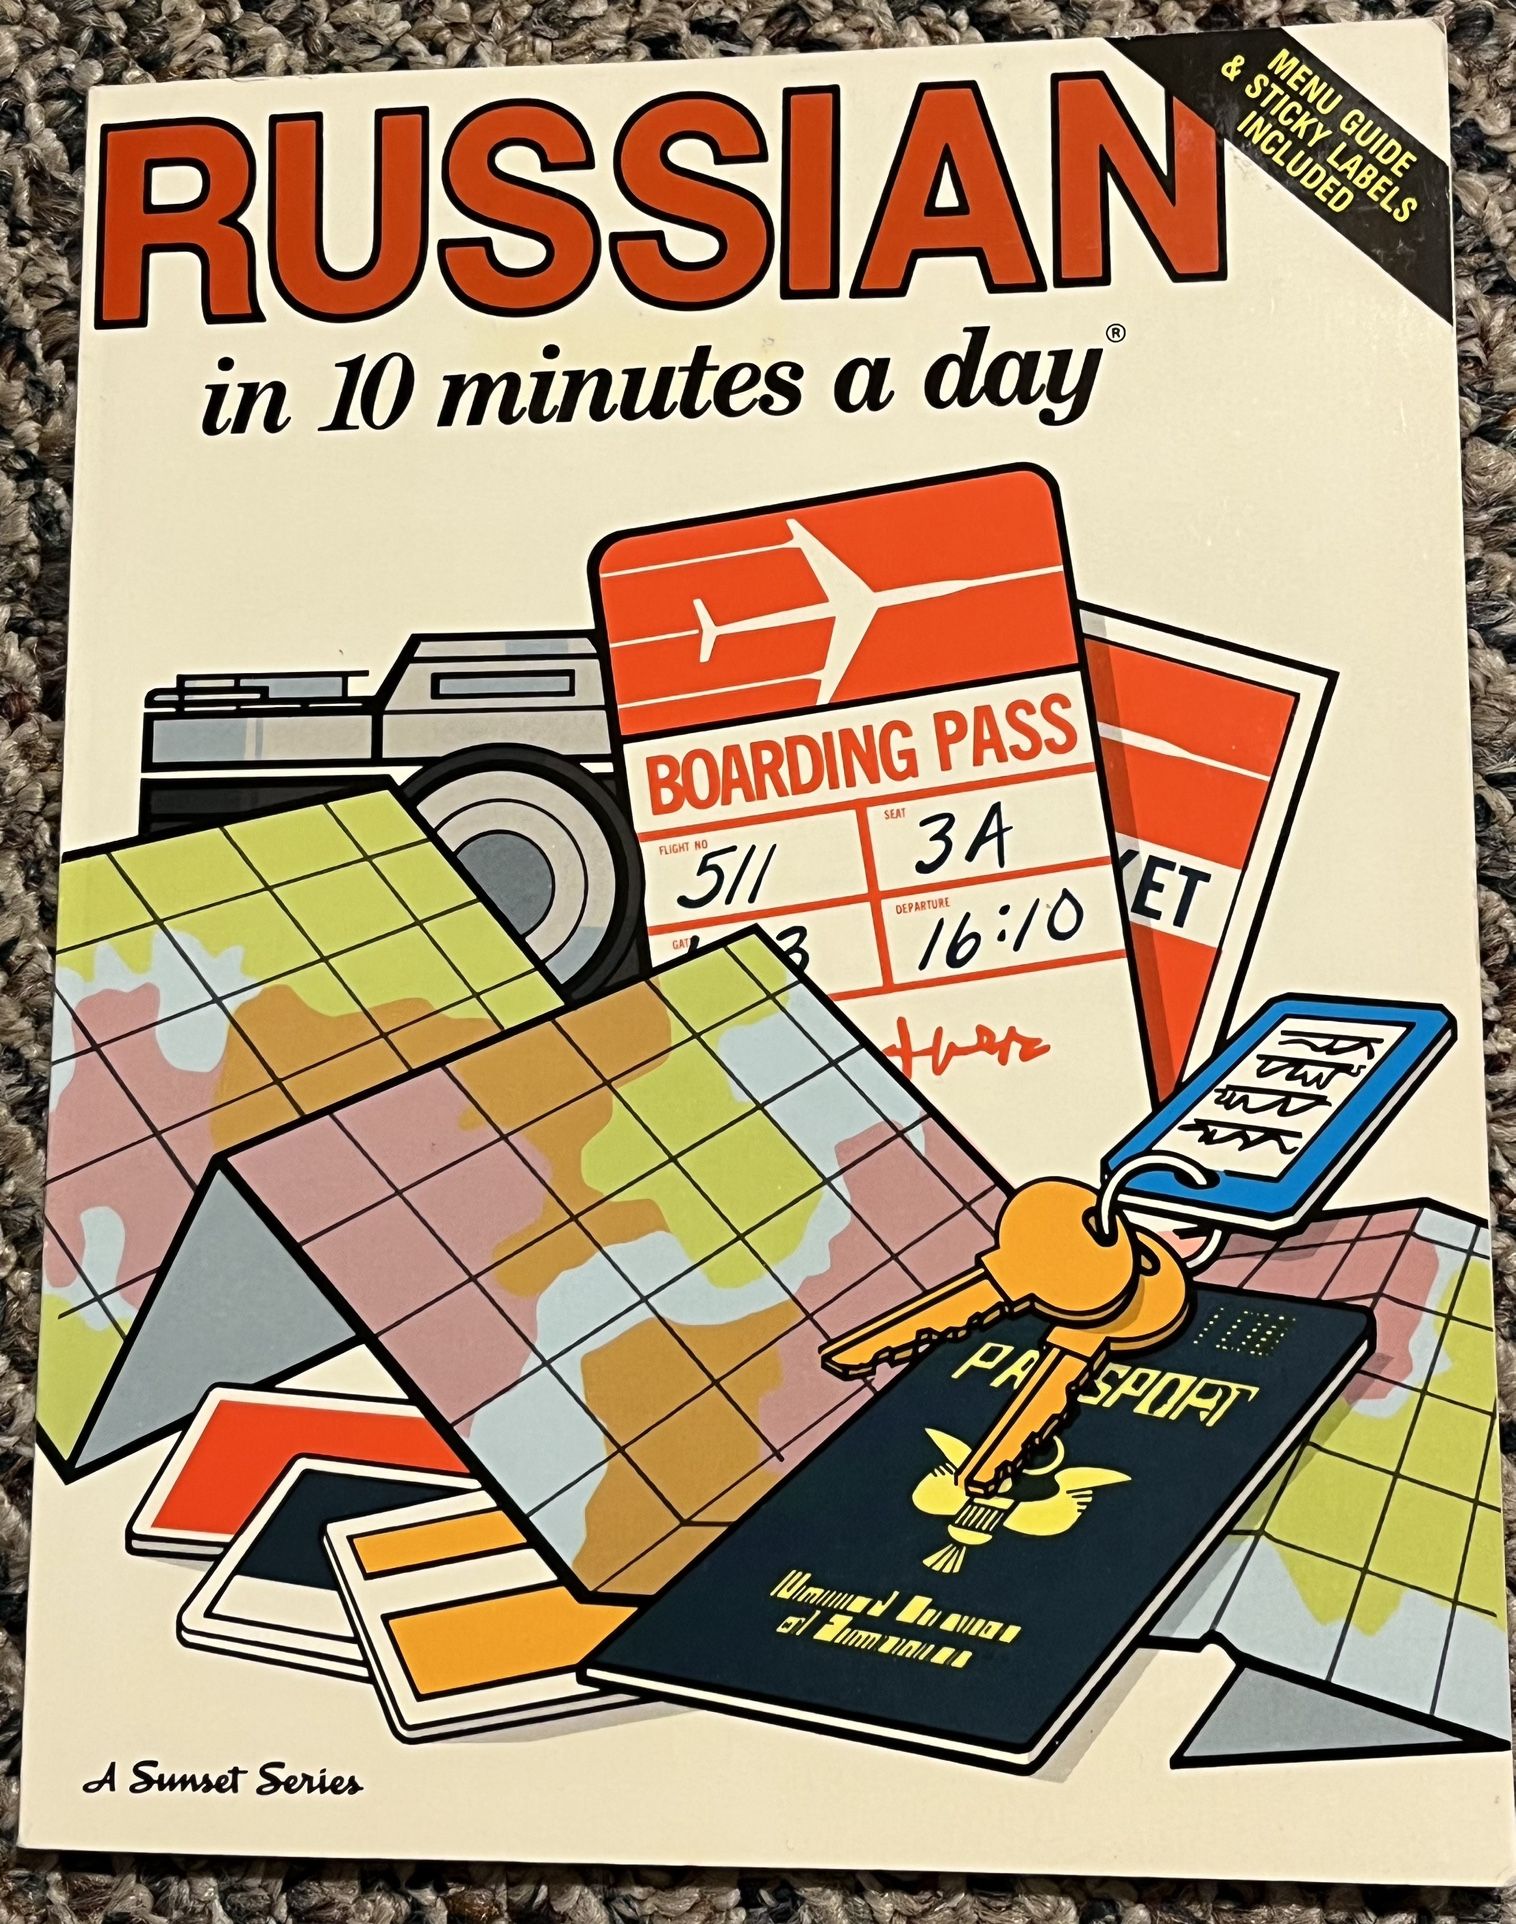 RUSSIAN
in 10 minutes a day®
MENU GUIDE
& STICKY LABELS
INCLUDED
BOARDING PASS
FLIGHT NO
511
SEAT
3A
DEPARTURE
16:10
PASSPORT
A Sunset Series